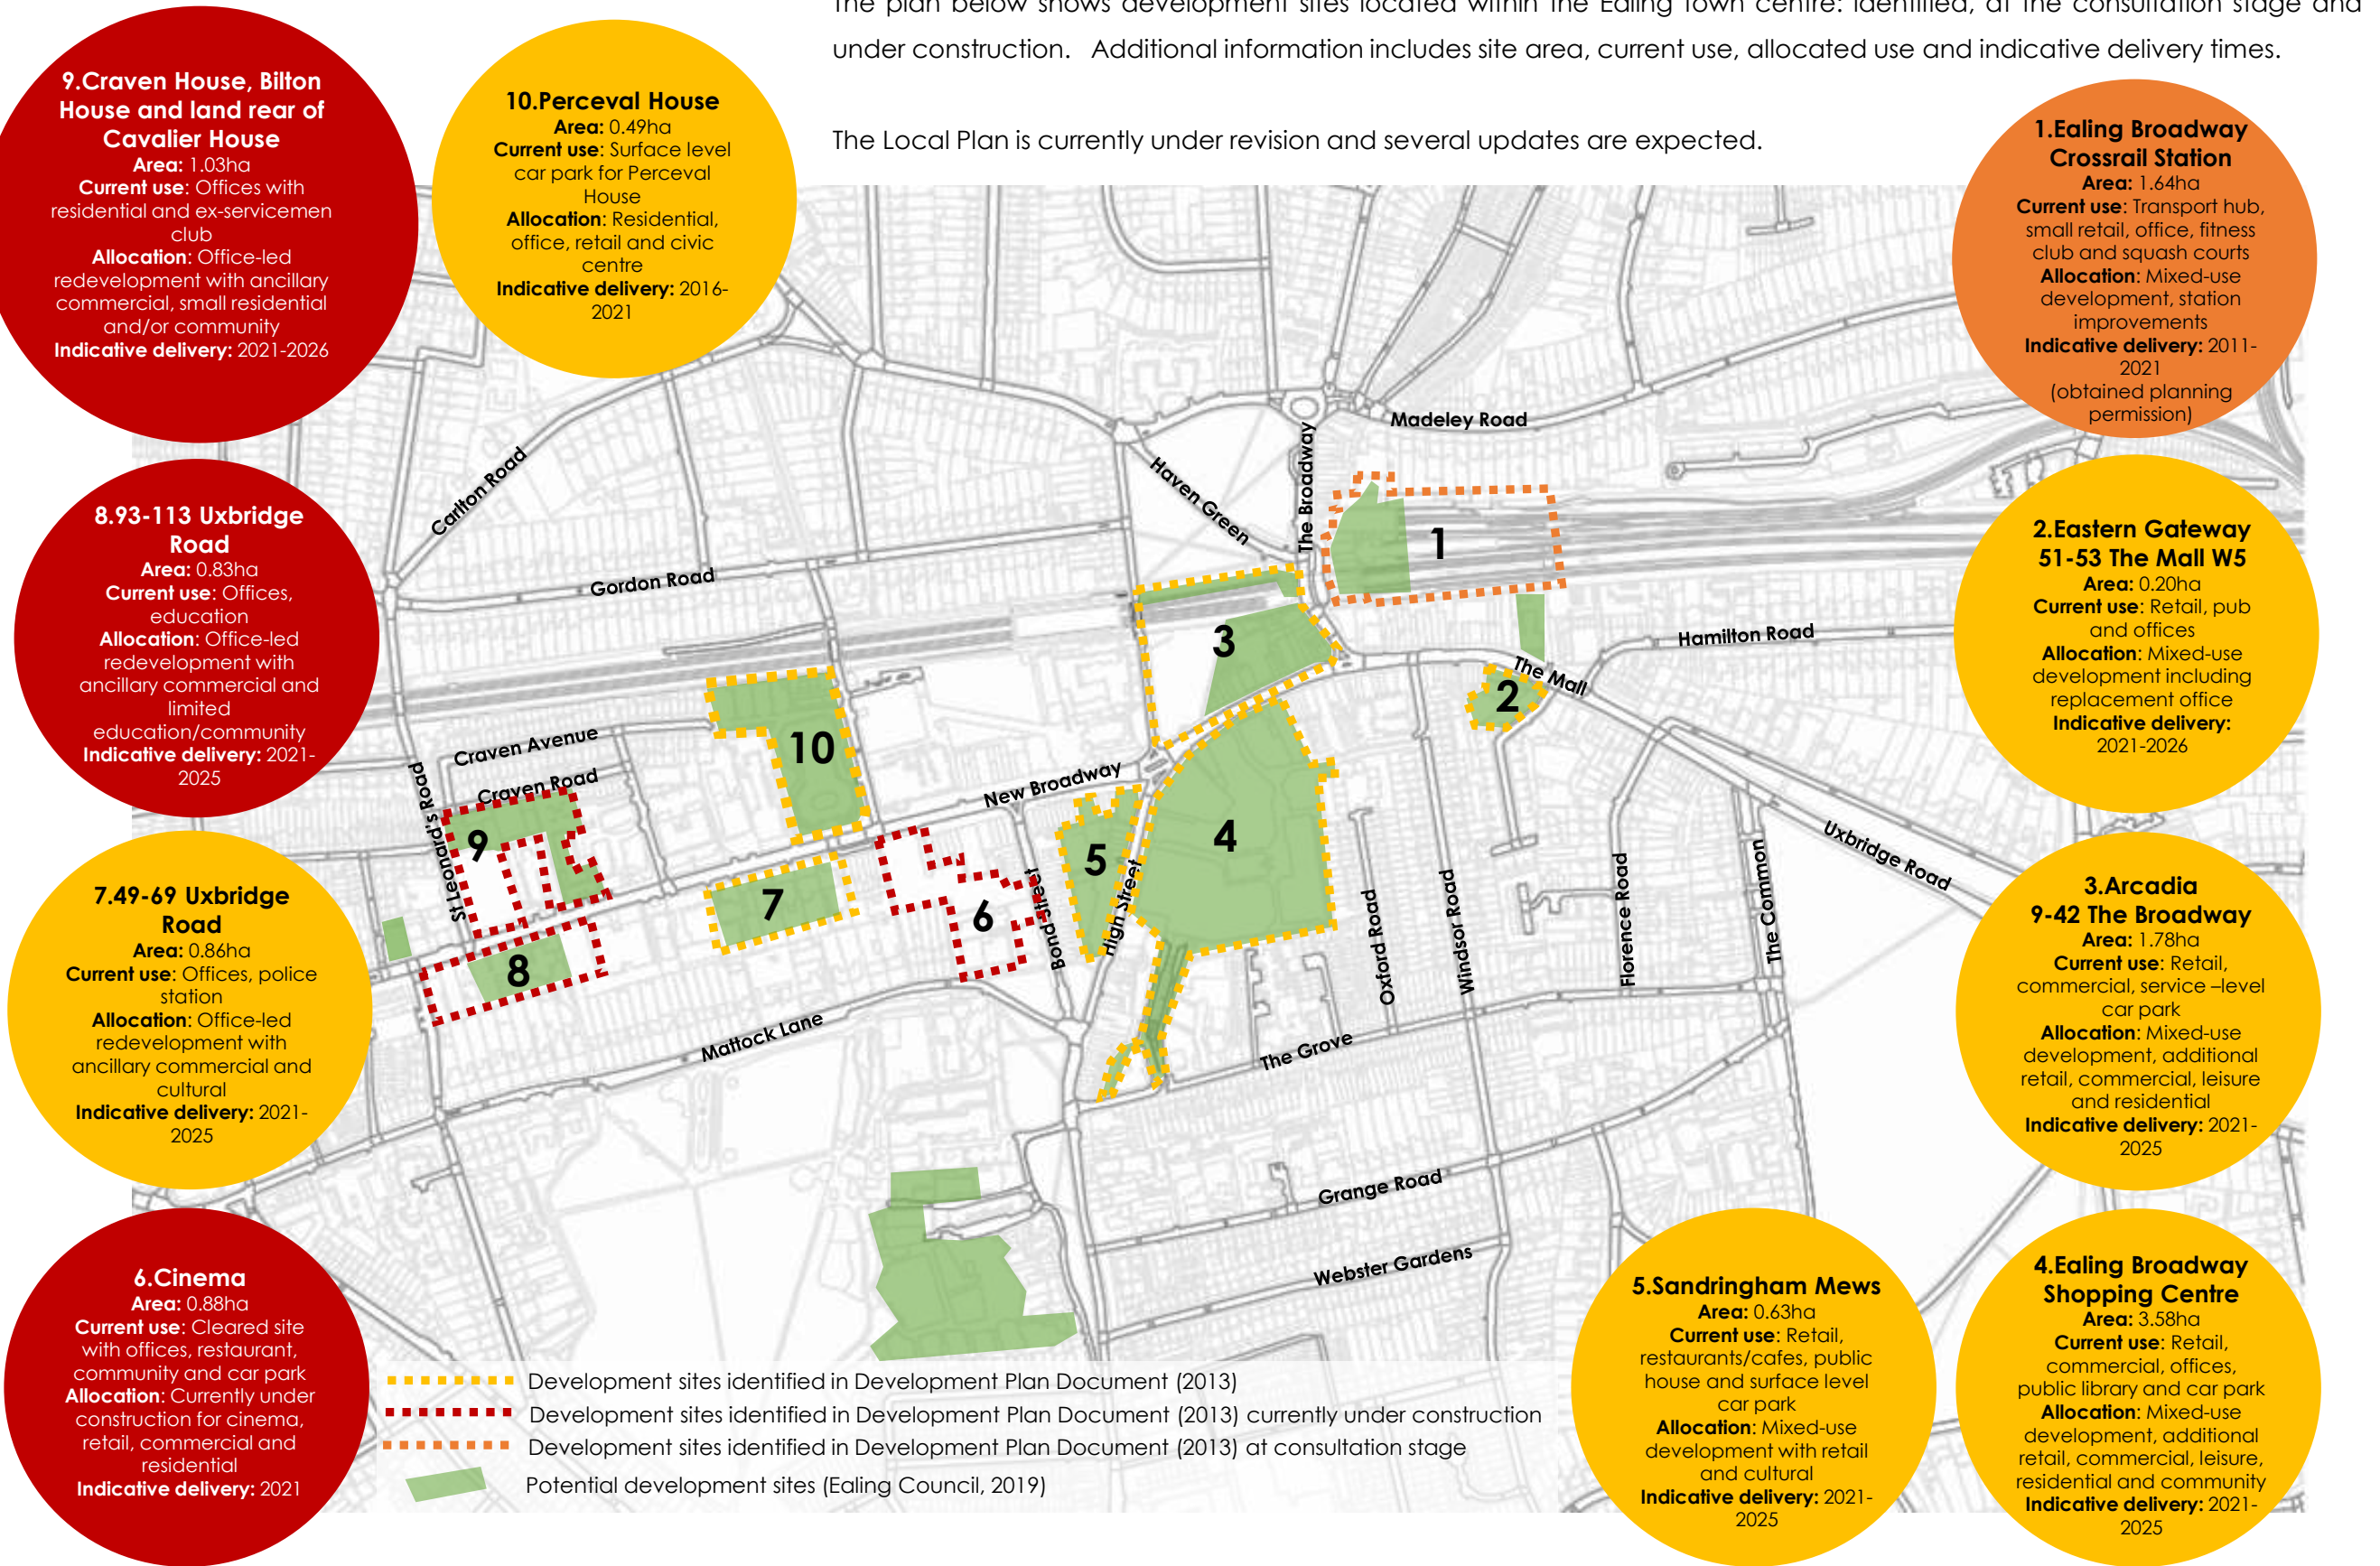 The plan below shows development sites located within the Ealing Town centre: identified, at the consultation stage and
under construction. Additional information includes site area, current use, allocated use and indicative delivery times.
The Local Plan is currently under revision and several updates are expected.
9.Craven House, Bilton
House and land rear of
Cavalier House
Area: 1.03ha
Current use: Offices with
residential and ex-servicemen
club
Allocation: Office-led
redevelopment with ancillary
commercial, small residential
and/or community
Indicative delivery: 2021-2026
10.Perceval House
Area: 0.49ha
Current use: Surface level
car park for Perceval
House
Allocation: Residential,
office, retail and civic
centre
Indicative delivery: 2016-
2021
1.Ealing Broadway
Crossrail Station
Area: 1.64ha
Current use: Transport hub,
small retail, office, fitness
club and squash courts
Allocation: Mixed-use
development, station
improvements
Indicative delivery: 2011-
2021
(obtained planning
permission)
8.93-113 Uxbridge
Road
Area: 0.83ha
Current use: Offices,
education
Allocation: Office-led
redevelopment with
ancillary commercial and
limited
education/community
Indicative delivery: 2021-
2025
2.Eastern Gateway
51-53 The Mall W5
Area: 0.20ha
Current use: Retail, pub
and offices
Allocation: Mixed-use
development including
replacement office
Indicative delivery:
2021-2026
7.49-69 Uxbridge
Road
Area: 0.86ha
Current use: Offices, police
station
Allocation: Office-led
redevelopment with
ancillary commercial and
cultural
Indicative delivery: 2021-
2025
3.Arcadia
9-42 The Broadway
Area: 1.78ha
Current use: Retail,
commercial, service –level
car park
Allocation: Mixed-use
development, additional
retail, commercial, leisure
and residential
Indicative delivery: 2021-
2025
6.Cinema
Area: 0.88ha
Current use: Cleared site
with offices, restaurant,
community and car park
Allocation: Currently under
construction for cinema,
retail, commercial and
residential
Indicative delivery: 2021
5.Sandringham Mews
Area: 0.63ha
Current use: Retail,
restaurants/cafes, public
house and surface level
car park
Allocation: Mixed-use
development with retail
and cultural
Indicative delivery: 2021-
2025
4.Ealing Broadway
Shopping Centre
Area: 3.58ha
Current use: Retail,
commercial, offices,
public library and car park
Allocation: Mixed-use
development, additional
retail, commercial, leisure,
residential and community
Indicative delivery: 2021-
2025
Madeley Road
The Broadway
Haven Green
Carlton Road
Gordon Road
1
3
Hamilton Road
The Mall
2
Craven Avenue
10
Craven Road
St Leonard's Road
New Broadway
9
5
4
7
6
8
Bond Street
High Street
Oxford Road
Windsor Road
Florence Road
The Common
Uxbridge Road
Mattock Lane
The Grove
Grange Road
Webster Gardens
Development sites identified in Development Plan Document (2013)
Development sites identified in Development Plan Document (2013) currently under construction
Development sites identified in Development Plan Document (2013) at consultation stage
Potential development sites (Ealing Council, 2019)